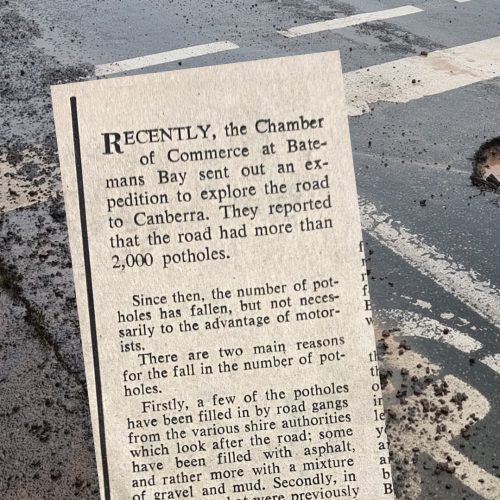 RECENTLY, the Chamber
of Commerce at Bate-
mans Bay sent out an ex-
pedition to explore the road
to Canberra. They reported
that the road had more than
2,000 potholes.
Since then, the number of pot-
holes has fallen, but not neces-
sarily to the advantage of motor-
ists.
There are two main reasons
for the fall in the number of pot-
holes.
Firstly, a few of the potholes
have been filled in by road gangs
from the various shire authorities
which look after the road; some
have been filled with asphalt,
and rather more with a mixture
of gravel and mud. Secondly, in
were previously